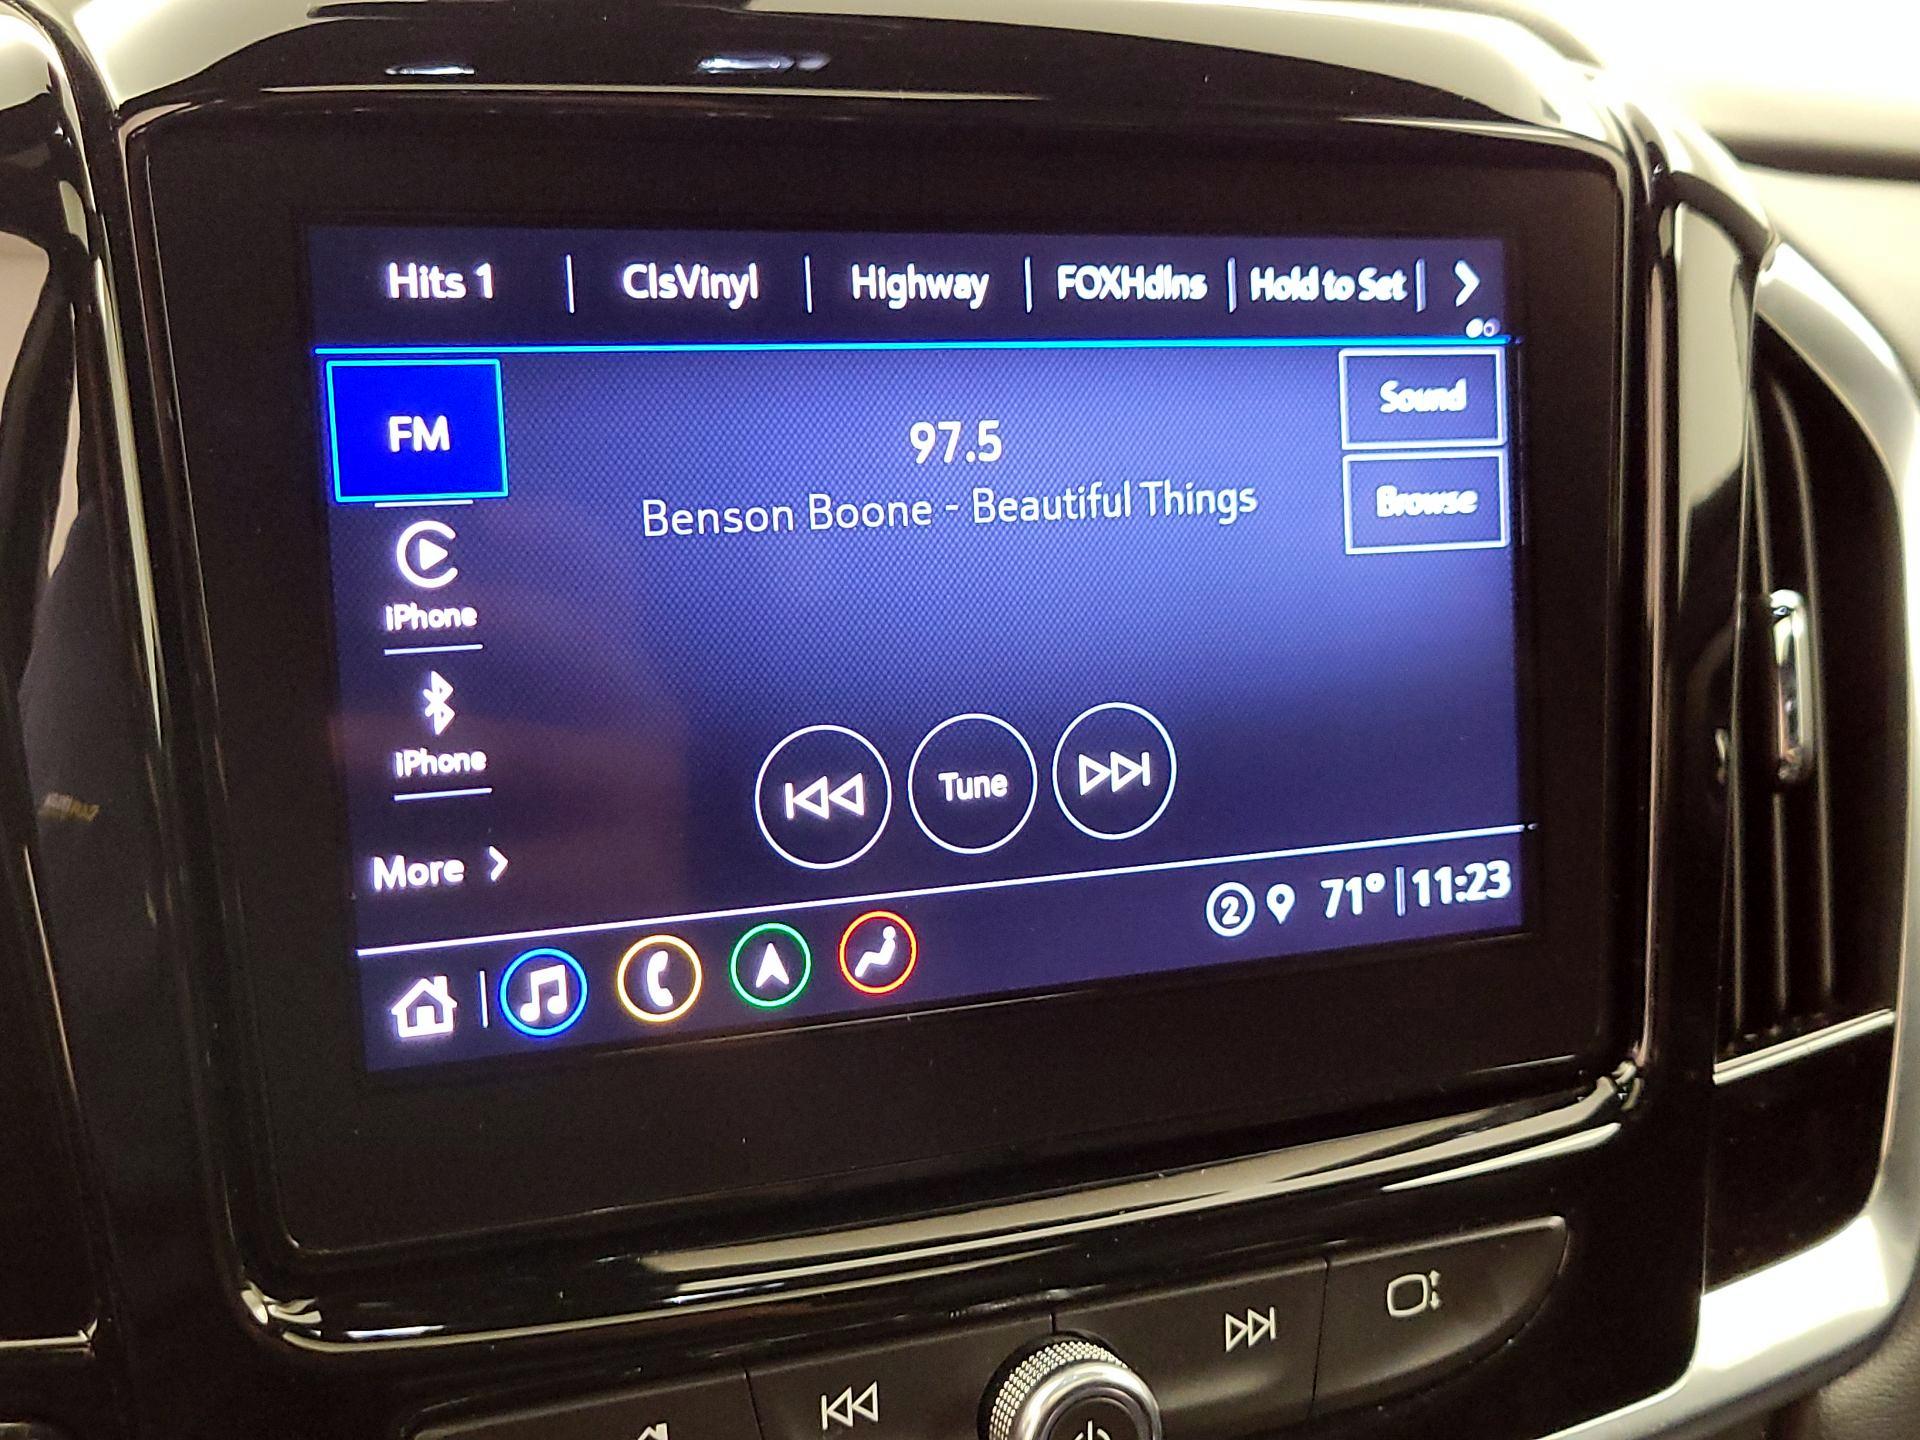 Hits 1 | ClsVinyl | Highway | FOXHdlns | Hold to Set |
FM
97.5
Benson Boone - Beautiful Things
Sound
Browse
iPhone
iPhone
Tune
More
2 71° | 11:23